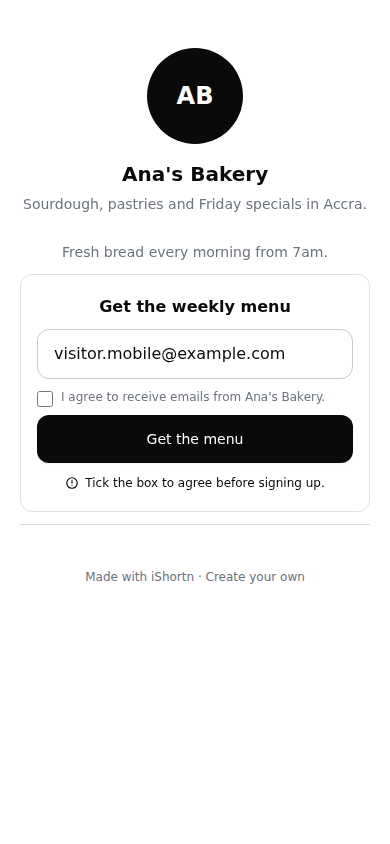 AB
Ana's Bakery
Sourdough, pastries and Friday specials in Accra.
Fresh bread every morning from 7am.
Get the weekly menu
visitor.mobile@example.com
I agree to receive emails from Ana's Bakery.
Get the menu
Tick the box to agree before signing up.
Made with iShortn · Create your own